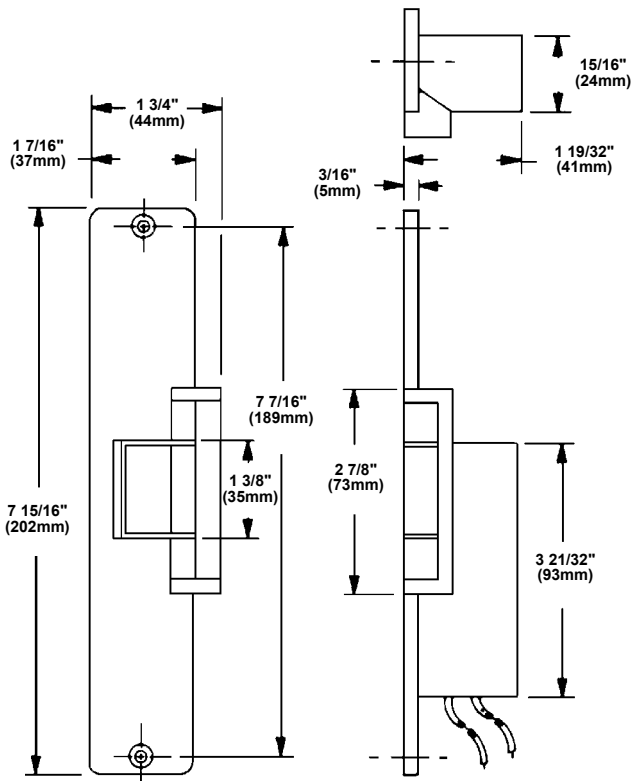 15/16"
(24mm)
1 3/4"
(44mm)
1 7/16"
(37mm)
1 19/32"
(41mm)
3/16"
(5mm)
7 7/16"
(189mm)
1 3/8"
(35mm)
2 7/8"
(73mm)
7 15/16"
(202mm)
3 21/32"
(93mm)